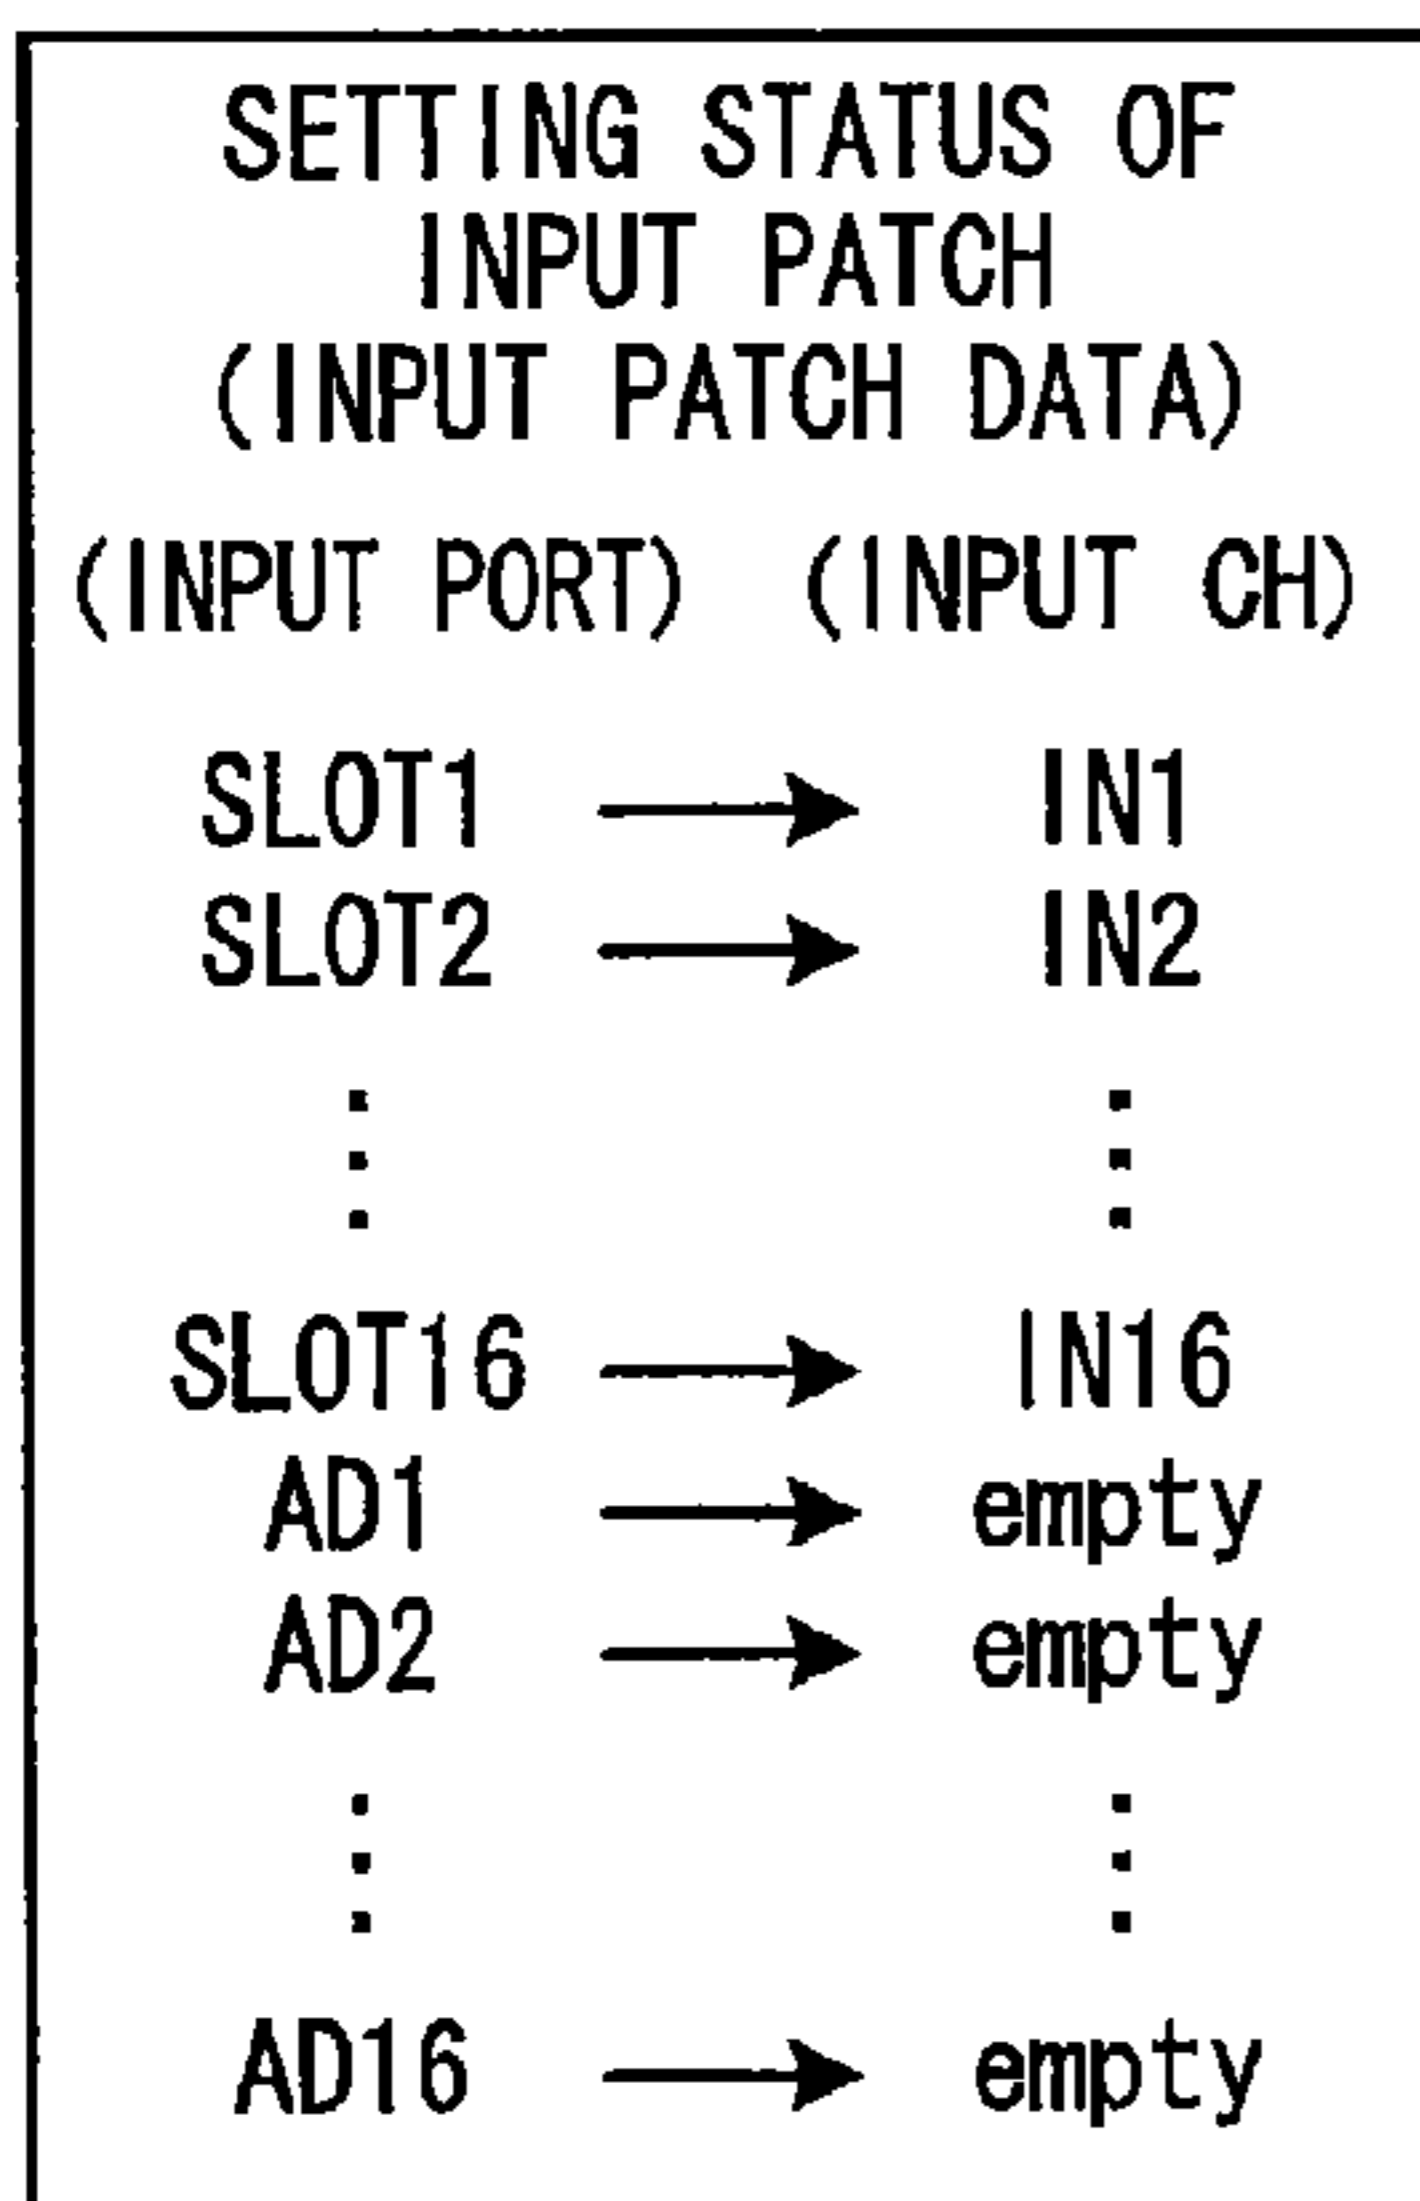 SETTING STATUS OF
INPUT PATCH
(INPUT PATCH DATA)
(INPUT PORT) (INPUT CH)
SLOT1 → IN1
SLOT2 → IN2
⋮ ⋮
SLOT16 → IN16
AD1 → empty
AD2 → empty
⋮ ⋮
AD16 → empty